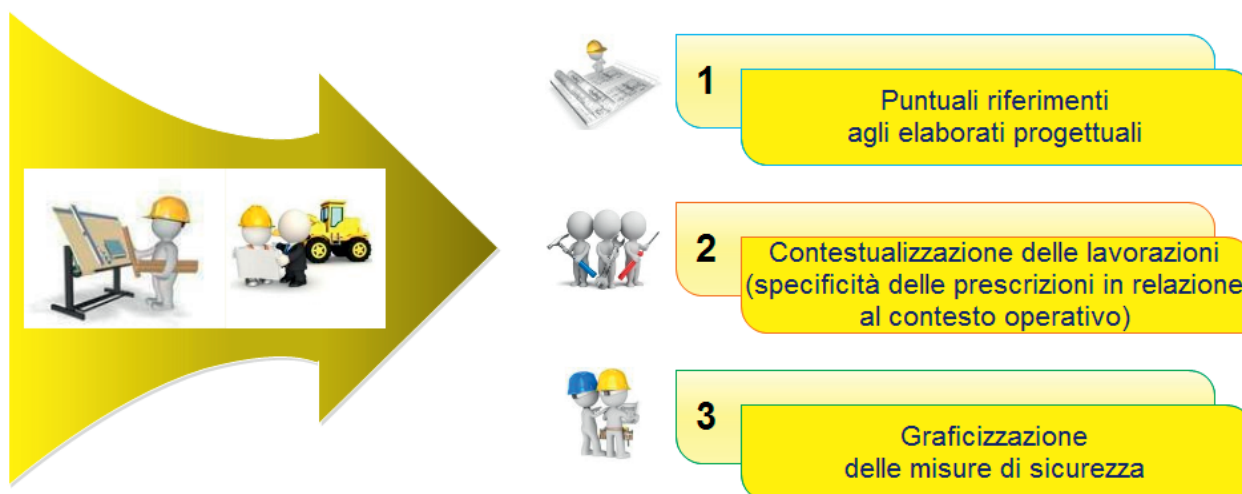 1
Puntuali riferimenti
agli elaborati progettuali
2
Contestualizzazione delle lavorazioni
(specificità delle prescrizioni in relazione
al contesto operativo)
3
Graficizzazione
delle misure di sicurezza